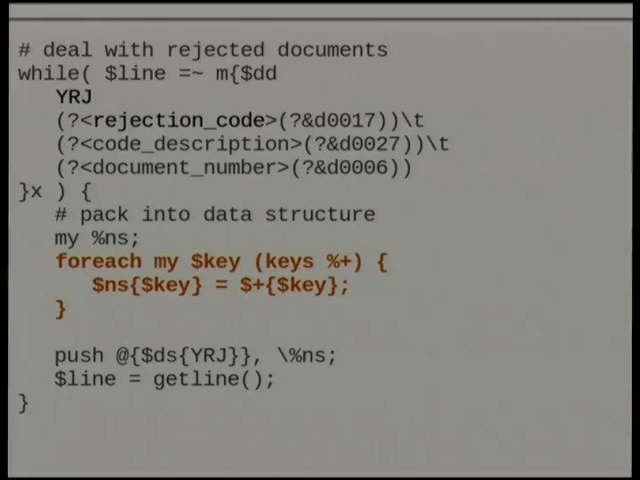 # deal with rejected documents
while( $line =~ m{$dd
YRJ
(?<rejection_code>(?&d0017))\t
(?<code_description>(?&d0027))\t
(?<document_number>(?&d0006))
}x ) {
# pack into data structure
my %ns;
foreach my $key (keys %+) {
$ns{$key} = $+{$key};
}
push @{$ds{YRJ}}, \%ns;
$line = getline();
}